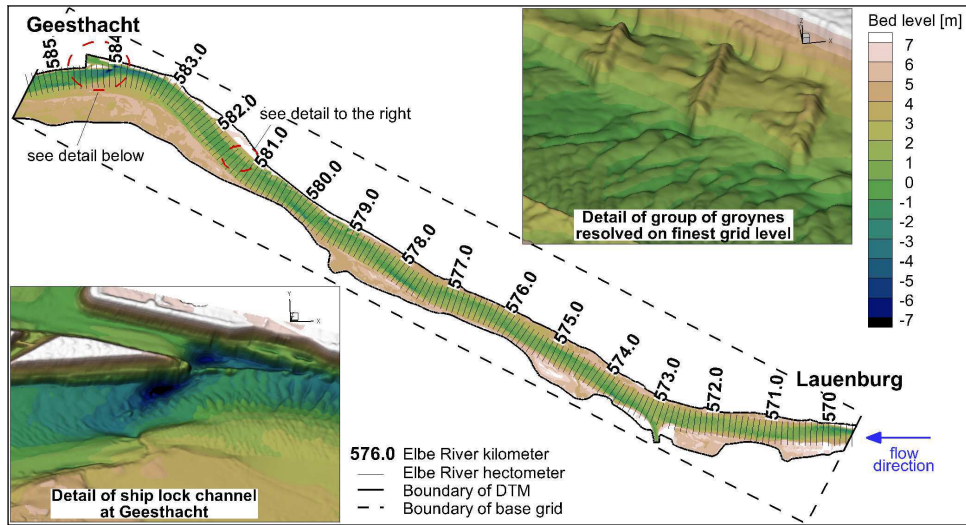 Geesthacht
585
584
583.0
582.0
see detail to the right
see detail below
581.0
580.0
579.0
578.0
577.0
576.0
575.0
574.0
573.0
572.0
571.0
570
Lauenburg
flow
direction
z
x
Detail of group of groynes
resolved on finest grid level
Bed level [m]
7
6
5
4
3
2
1
0
-1
-2
-3
-4
-5
-6
-7
Y
X
Detail of ship lock channel
at Geesthacht
576.0 Elbe River kilometer
Elbe River hectometer
Boundary of DTM
Boundary of base grid